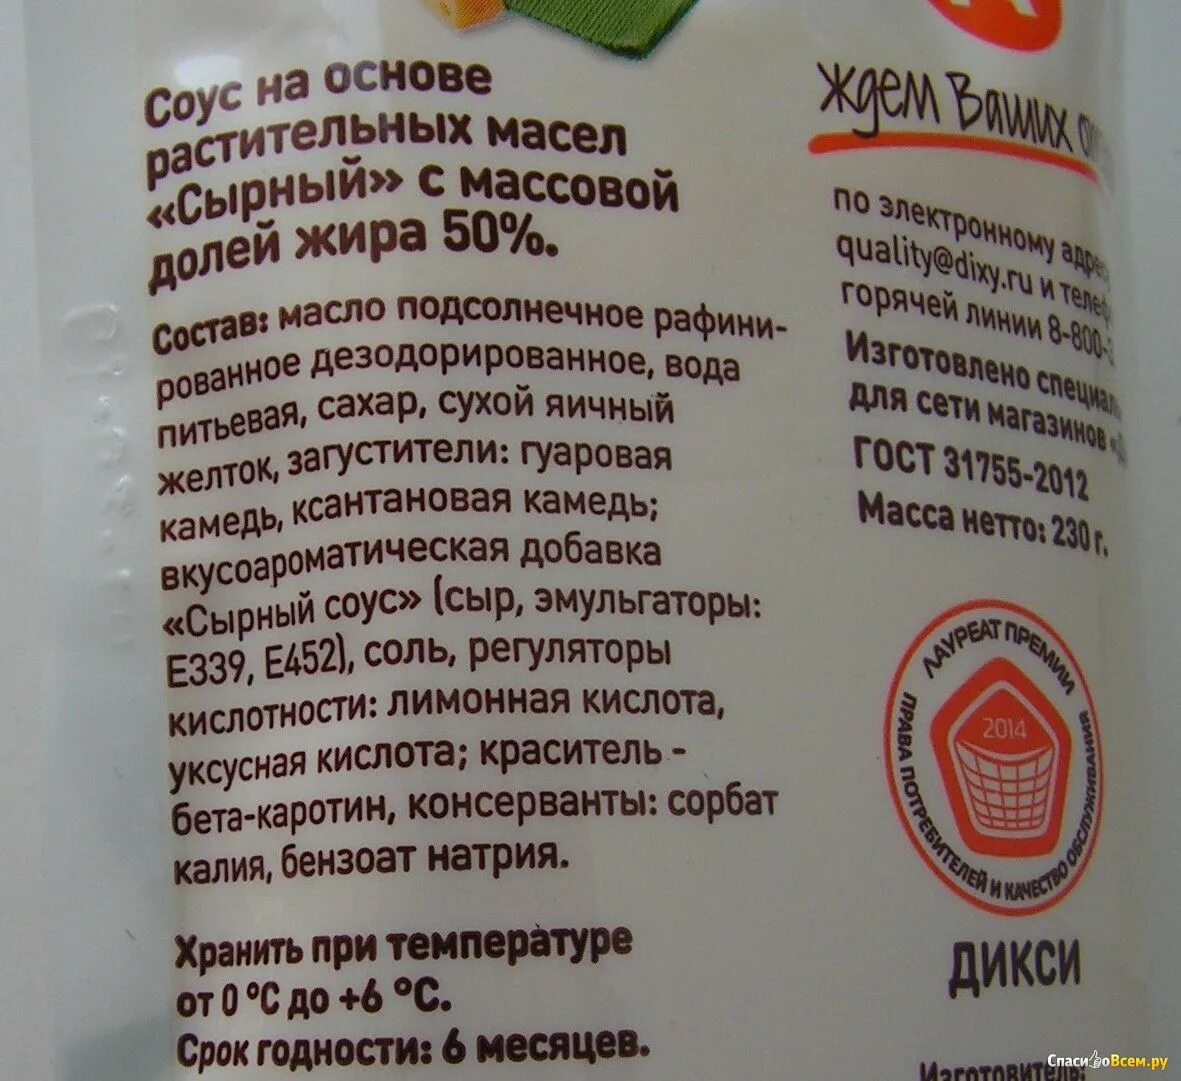 Соус на основе
растительных масел
«Сырный» с массовой
долей жира 50%.
Состав: масло подсолнечное рафини-
рованное дезодорированное, вода
питьевая, сахар, сухой яичный
желток, загустители: гуаровая
камедь, ксантановая камедь;
вкусоароматическая добавка
«Сырный соус» (сыр, эмульгаторы:
Е339, Е452), соль, регуляторы
кислотности: лимонная кислота,
уксусная кислота; краситель -
бета-каротин, консерванты: сорбат
калия, бензоат натрия.
Хранить при температуре
от 0 °С до +6 °С.
Срок годности: 6 месяцев.
ждем Ваших
по электронному
quality@dixy.ru и
горячей линии 8-800-
Изготовлено
для сети магазинов
ГОСТ 31755-2012
Масса нетто: 230 г.
ЛАУРЕАТ ПРЕМИИ
ПРАВА ПОТРЕБИТЕЛЕЙ И КАЧЕСТВО ОБСЛУЖИВАНИЯ
2014
ДИКСИ
Изготовитель:
СпасибоВсем.ру